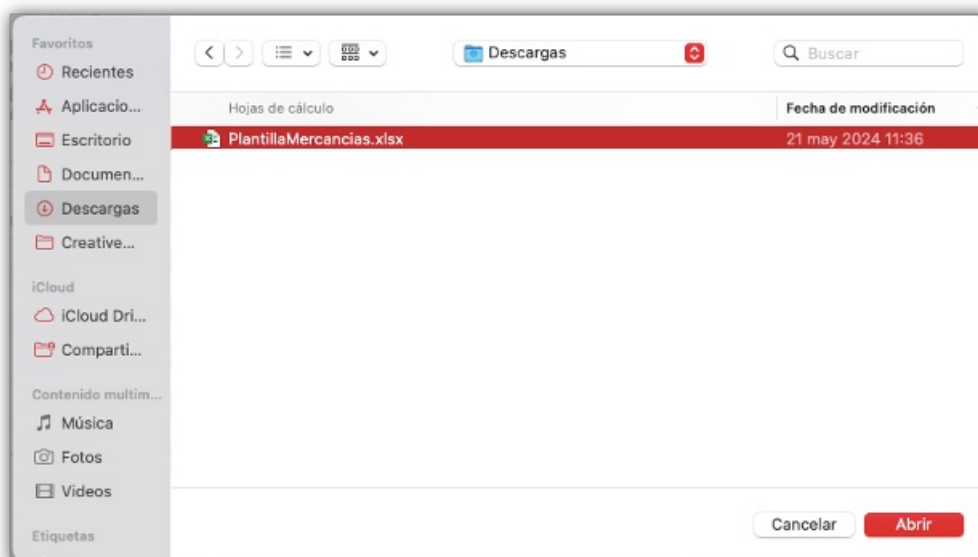 Favoritos
Recientes
Aplicacio...
Escritorio
Documen...
Descargas
Creative...
iCloud
iCloud Dri...
Comparti...
Contenido multim...
Música
Fotos
Videos
Etiquetas
Descargas
Buscar
Hojas de cálculo
Fecha de modificación
PlantillaMercancias.xlsx
21 may 2024 11:36
Cancelar
Abrir